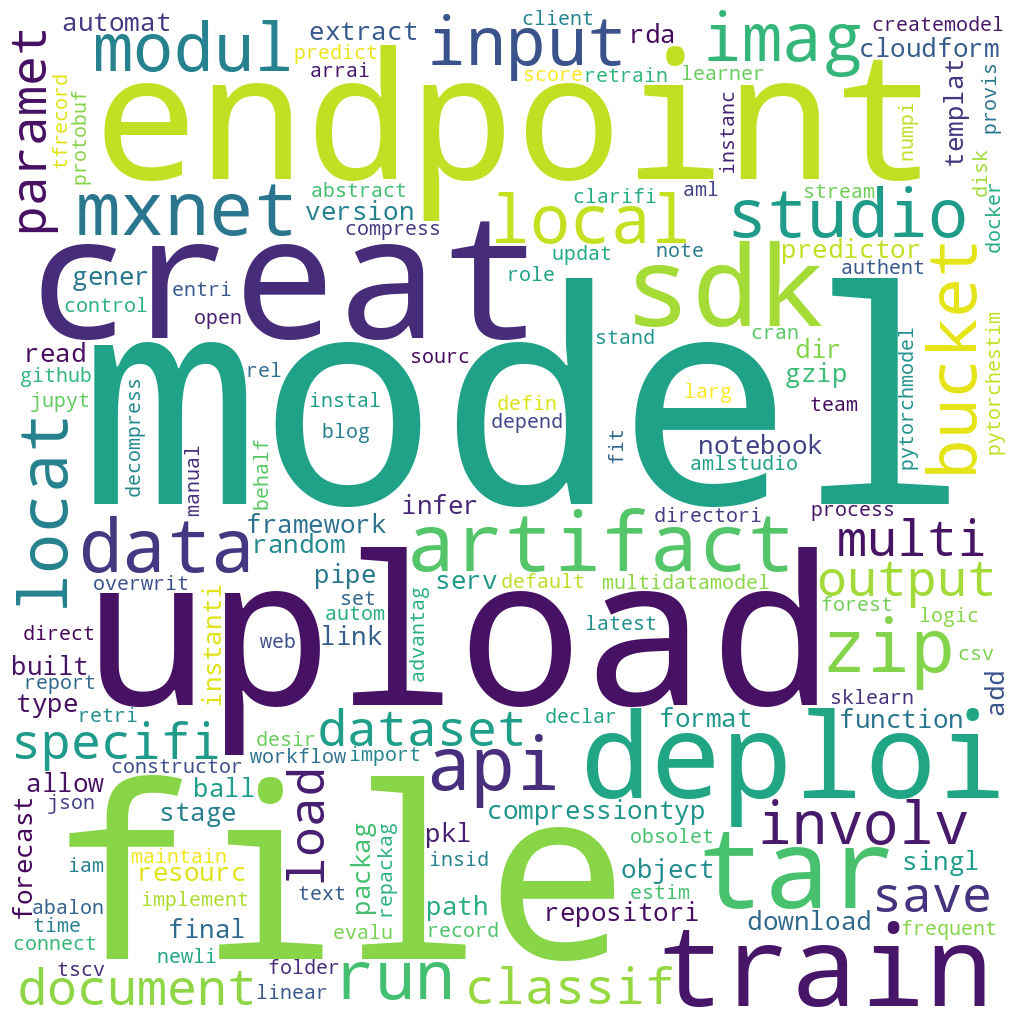 automat
client
createmodel
modul
extract
input
rda
imag
cloudform
predict
arrai
score
retrain
learner
endpoint
paramet
tfrecord
protobuf
instanc
numpi
templat
provis
disk
docker
mxnet
abstract
version
compress
local
clarifi
aml
stream
studio
gener
entri
control
open
creat
role
updat
note
sdk
predictor
authent
bucket
read
github
jupyt
rel
sourc
stand
cran
dir
gzip
pytorchmodel
pytorchestim
model
instal
blog
defin
depend
larg
team
locat
decompress
manual
behalf
fit
notebook
amlstudio
infer
directori
process
data
framework
random
artifact
multi
overwrit
pipe
set
autom
serv
default
multidatamodel
output
direct
instanti
upload
web
link
advantag
latest
forest
logic
built
report
type
retri
zip
csv
sklearn
add
specifi
desir
dataset
declar
format
function
constructor
workflow
import
api
deploi
allow
json
ball
stage
load
compressiontyp
involv
forecast
file
packag
repackag
pkl
insid
obsolet
object
tar
singl
iam
maintain
resourc
implement
text
path
estim
save
abalon
time
connect
final
evalu
record
repositori
download
frequent
newli
tscv
folder
linear
document
run
classif
train